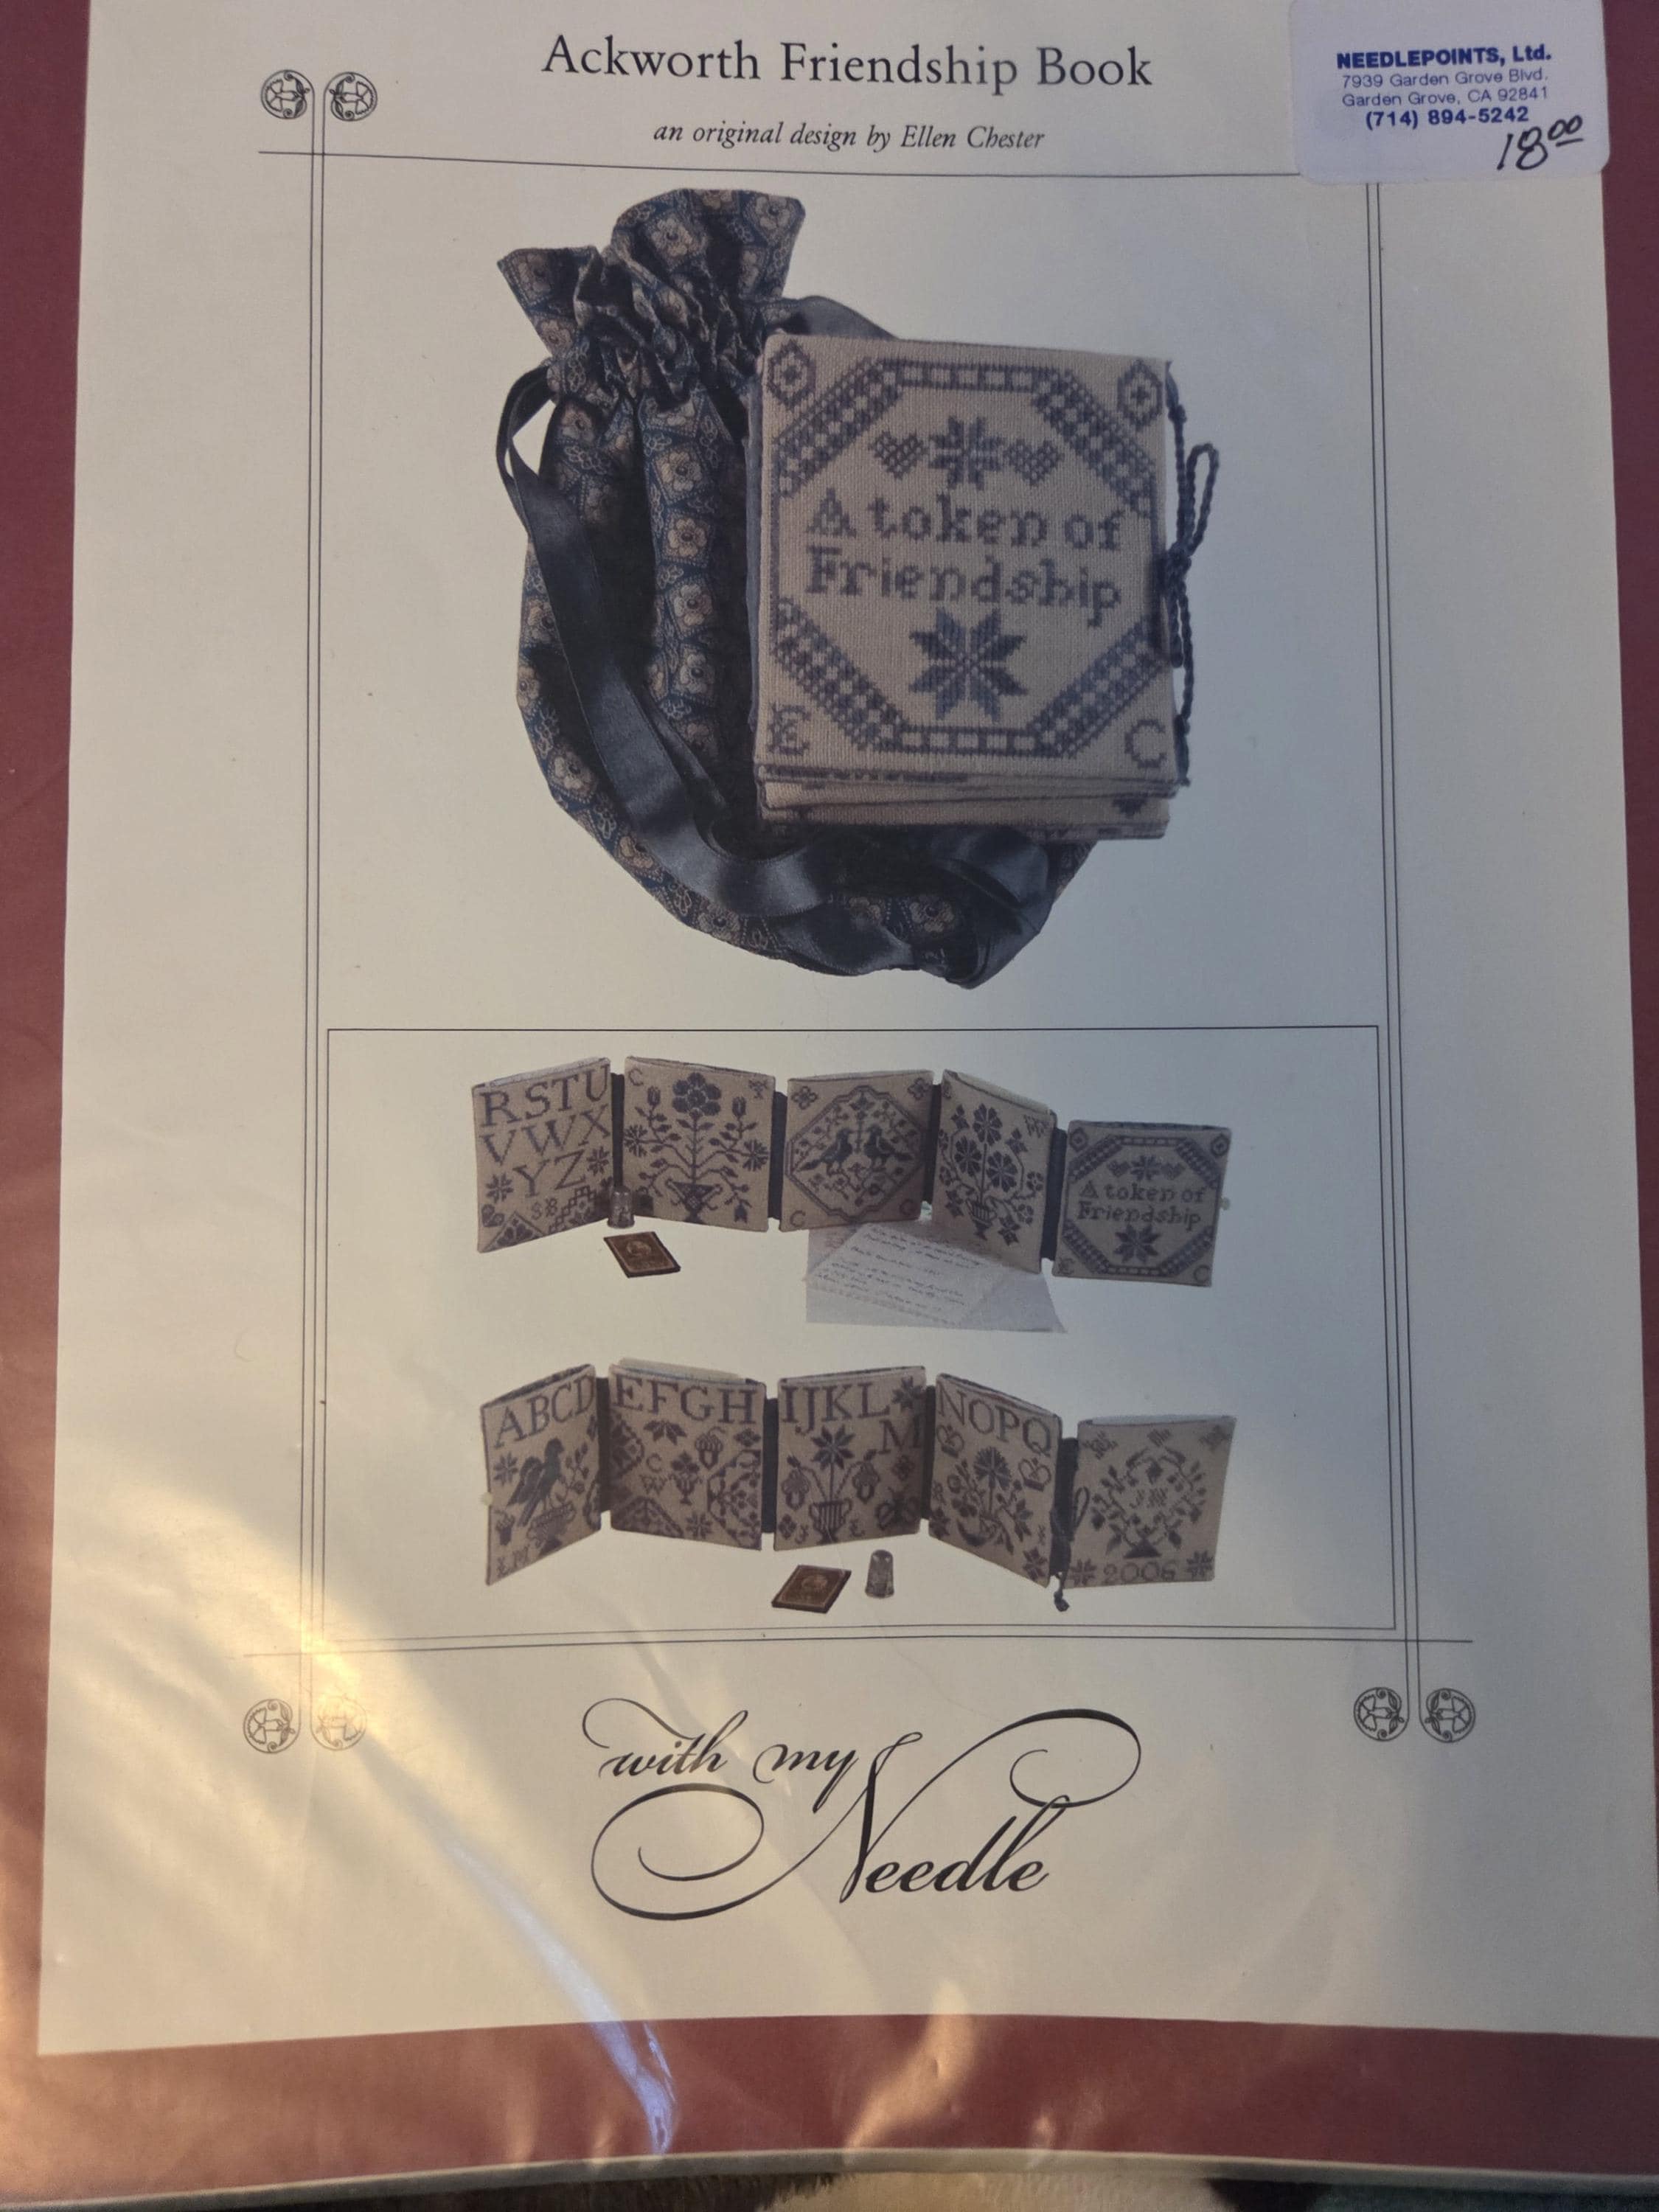 Ackworth Friendship Book
an original design by Ellen Chester
NEEDLEPOINTS, Ltd.
7939 Garden Grove Blvd.
Garden Grove, CA 92841
(714) 894-5242
18.00
A token of
Friendship
E C
RSTU
VWX
YZ
C
C
W
A token of
Friendship
E C
ABCD
LM
EFGH
C
W
IJKL
M
NOPQ
2006
with my
Needle